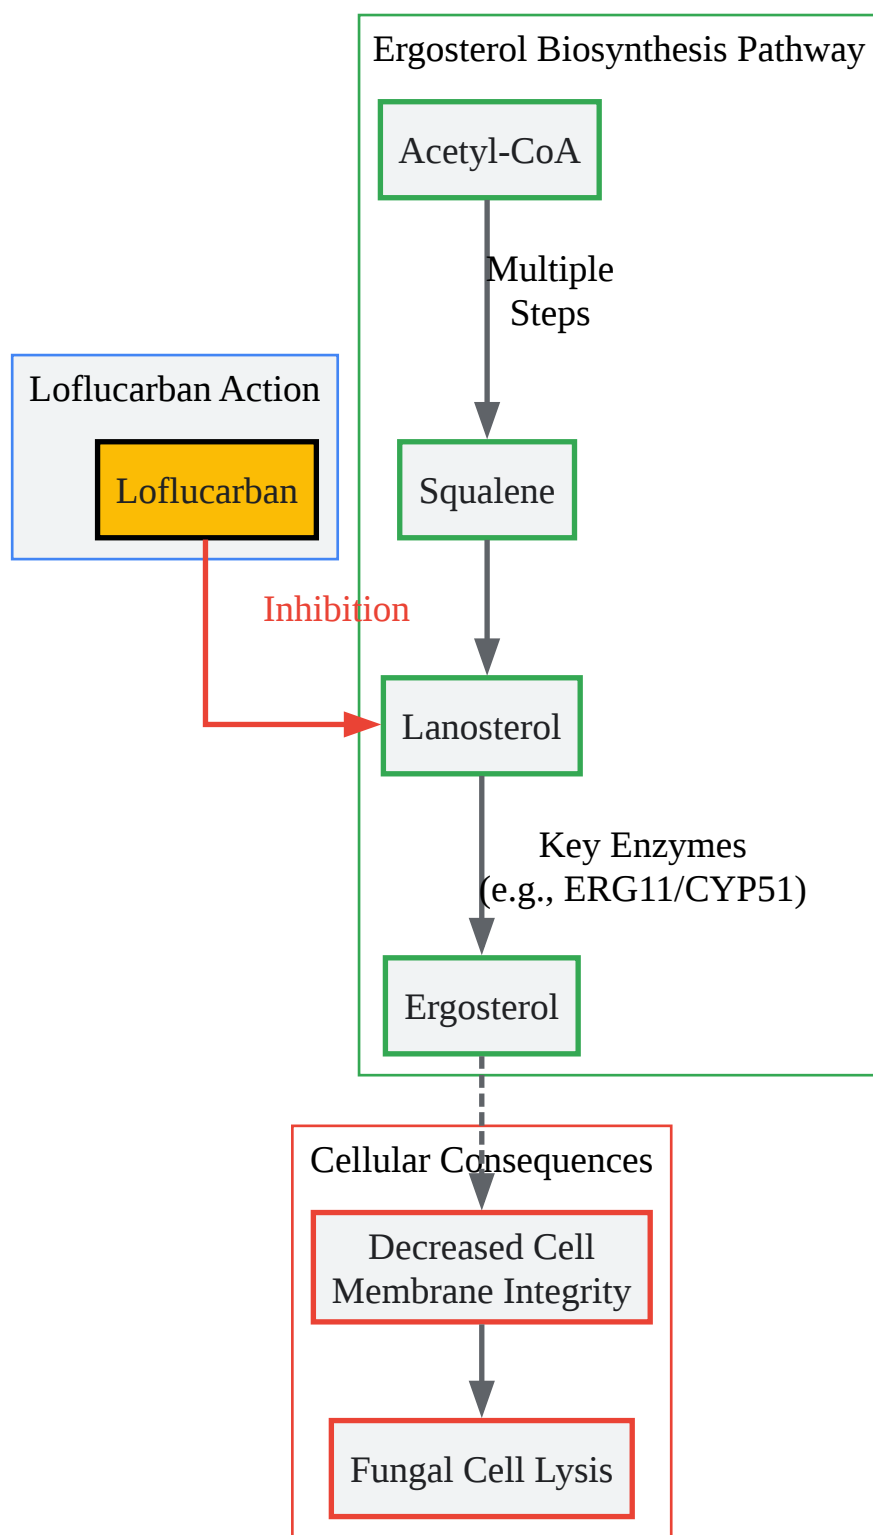 Ergosterol Biosynthesis Pathway
Acetyl-CoA
Multiple
Steps
Loflucarban Action
Loflucarban
Squalene
Inhibition
Lanosterol
Key Enzymes
(e.g., ERG11/CYP51)
Ergosterol
Cellular Consequences
Decreased Cell
Membrane Integrity
Fungal Cell Lysis